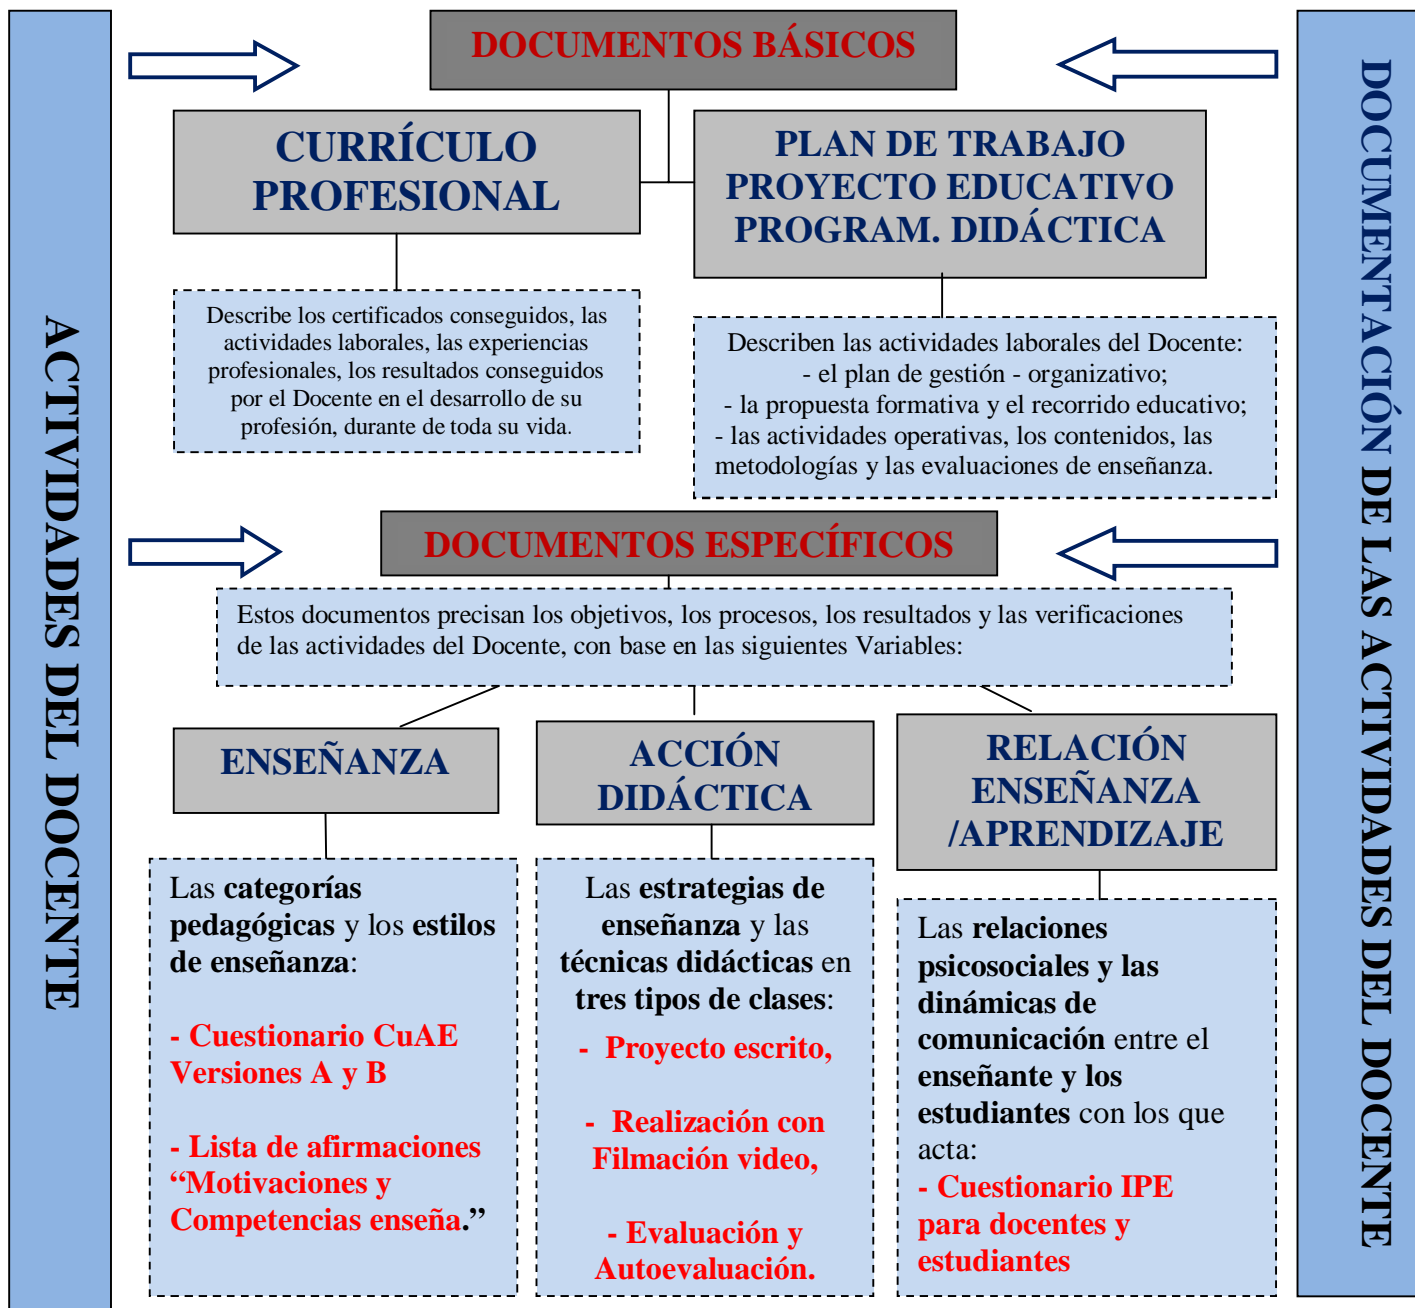 ACTIVIDADES DEL DOCENTE
DOCUMENTOS BÁSICOS
CURRÍCULO
PROFESIONAL
PLAN DE TRABAJO
PROYECTO EDUCATIVO
PROGRAM. DIDÁCTICA
Describe los certificados conseguidos, las
actividades laborales, las experiencias
profesionales, los resultados conseguidos
por el Docente en el desarrollo de su
profesión, durante de toda su vida.
Describen las actividades laborales del Docente:
- el plan de gestión - organizativo;
- la propuesta formativa y el recorrido educativo;
- las actividades operativas, los contenidos, las
metodologías y las evaluaciones de enseñanza.
DOCUMENTOS ESPECÍFICOS
Estos documentos precisan los objetivos, los procesos, los resultados y las verificaciones
de las actividades del Docente, con base en las siguientes Variables:
ENSEÑANZA
Las categorías
pedagógicas y los estilos
de enseñanza:
- Cuestionario CuAE
Versiones A y B
- Lista de afirmaciones
“Motivaciones y
Competencias enseña.”
ACCIÓN
DIDÁCTICA
Las estrategias de
enseñanza y las
técnicas didácticas en
tres tipos de clases:
- Proyecto escrito,
- Realización con
Filmación video,
- Evaluación y
Autoevaluación.
RELACIÓN
ENSEÑANZA
/APRENDIZAJE
Las relaciones
psicosociales y las
dinámicas de
comunicación entre el
enseñante y los
estudiantes con los que
acta:
- Cuestionario IPE
para docentes y
estudiantes
DOCUMENTACIÓN DE LAS ACTIVIDADES DEL DOCENTE